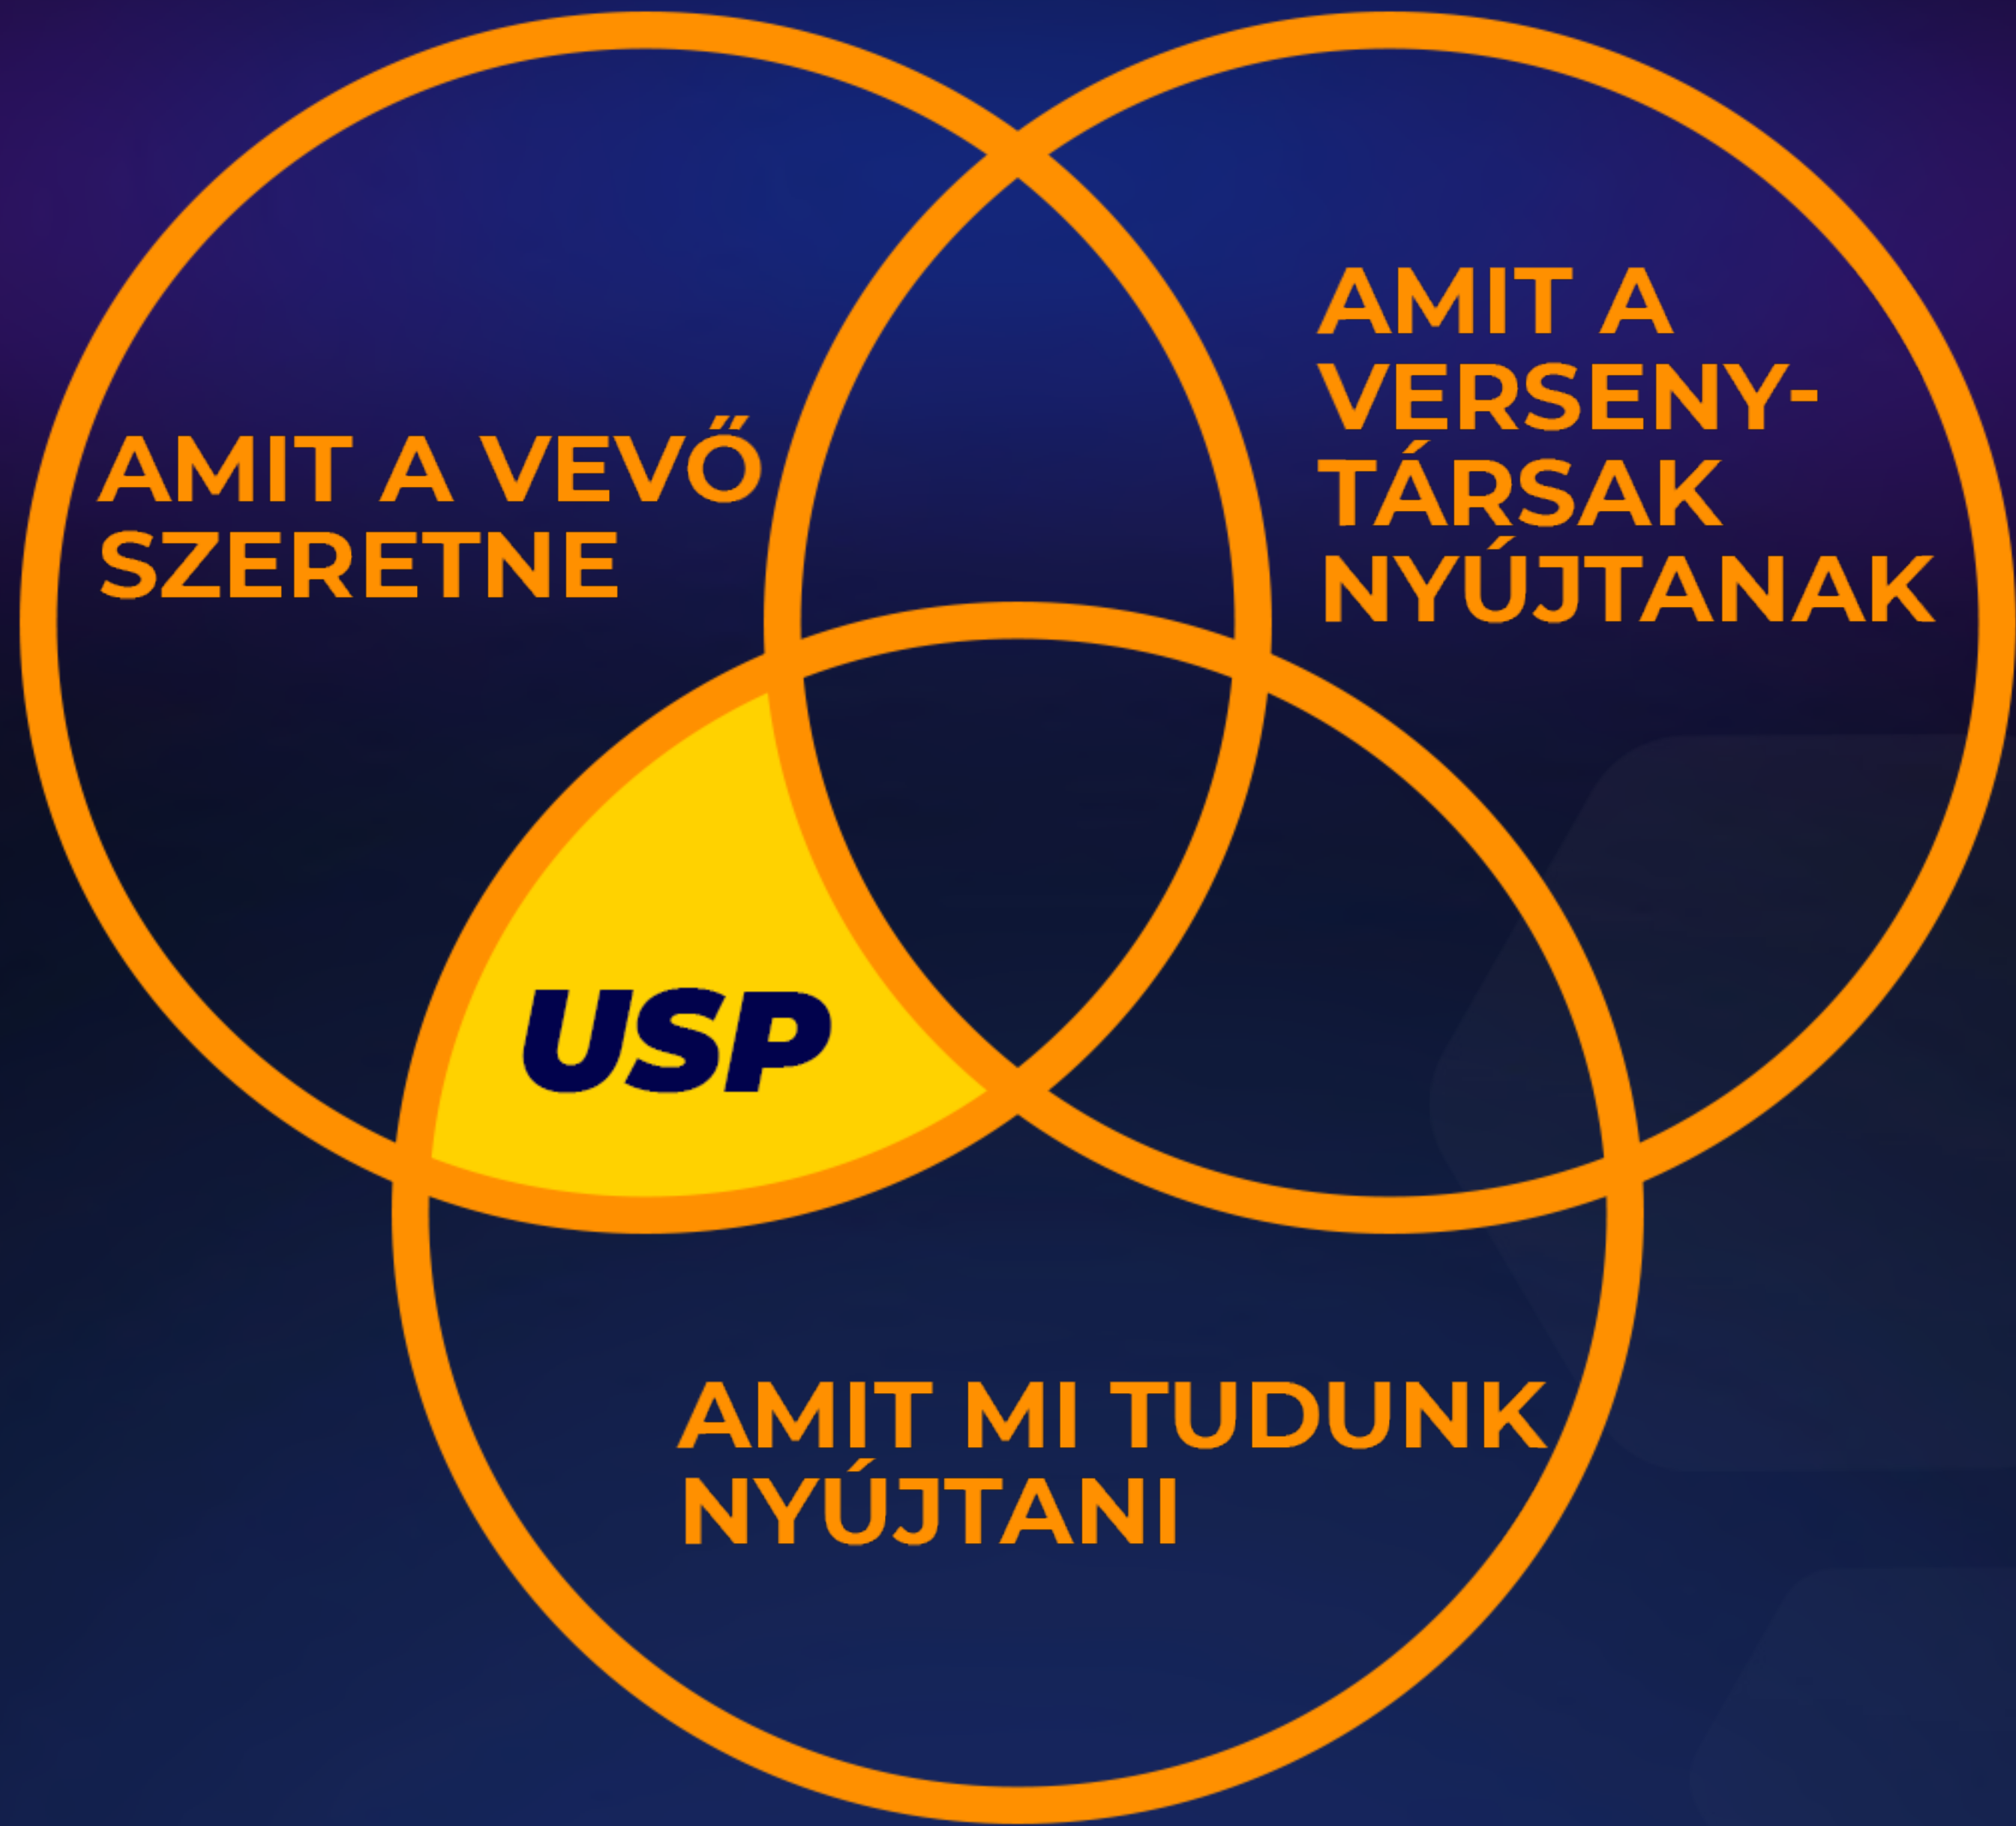 AMIT A VEVŐ
SZERETNE
AMIT A
VERSENY-
TÁRSAK
NYÚJTANAK
USP
AMIT MI TUDUNK
NYÚJTANI